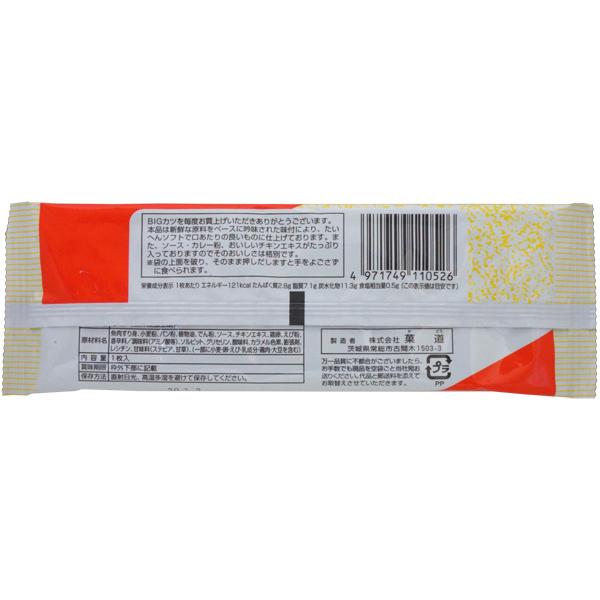 BIGカツを毎度お買上げいただきありがとうございます。
本品は新鮮な原料をベースに吟味された味付により、たい
へんソフトで口あたりの良いものに仕上げております。ま
た、ソース・カレー粉、おいしいチキンエキスがたっぷり
入っておりますのでそのおいしさは格別です。
※袋の上面を破り、そのまま押しだしますと手をよごさず
に食べられます。
4 971749 110526
栄養成分表示 1枚あたり エネルギー121kcal たんぱく質2.8g 脂質7.1g 炭水化物11.3g 食塩相当量0.5g (この表示値は目安です)
原材料名 魚肉すり身、小麦粉、パン粉、植物油、でん粉、ソース、チキンエキス、鶏卵、えび粉、
香辛料/調味料(アミノ酸等)、ソルビット、グリセリン、酸味料、カラメル色素、膨張剤、
レシチン、甘味料(ステビア、甘草)、(一部に小麦・卵・えび・乳成分・鶏肉・大豆を含む)
内容量 1枚入
賞味期限 枠外下部に記載
保存方法 直射日光、高温多湿を避けて保存してください。
製造者 株式会社 菓道
茨城県常総市古間木1503-3
万一品質に不都合がございましたら、
お手数でも現品を空袋ごと当社宛お
送りください。代品と郵送料を添えて
お取替えさせていただきます。
プラ
PP